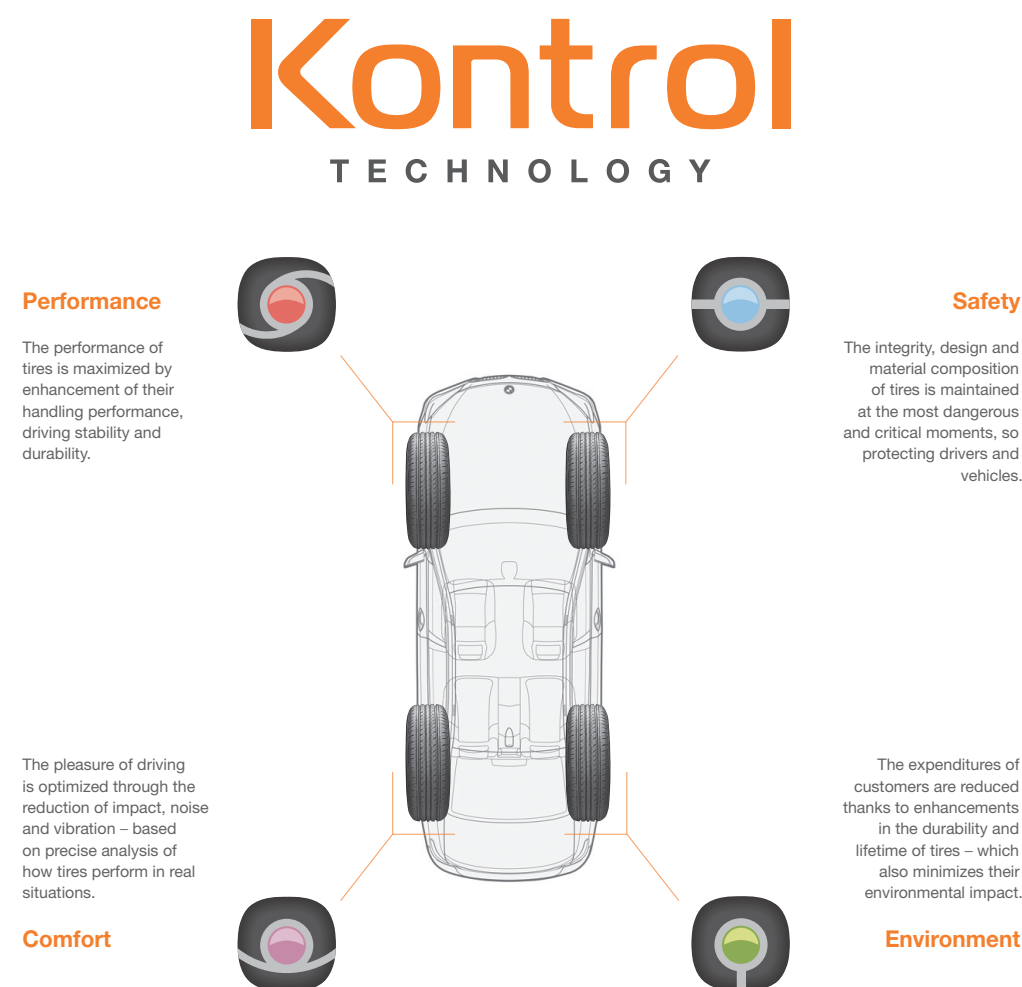 Kontrol
TECHNOLOGY
Performance
The performance of
tires is maximized by
enhancement of their
handling performance,
driving stability and
durability.
Safety
The integrity, design and
material composition
of tires is maintained
at the most dangerous
and critical moments, so
protecting drivers and
vehicles.
The pleasure of driving
is optimized through the
reduction of impact, noise
and vibration – based
on precise analysis of
how tires perform in real
situations.
Comfort
The expenditures of
customers are reduced
thanks to enhancements
in the durability and
lifetime of tires – which
also minimizes their
environmental impact.
Environment